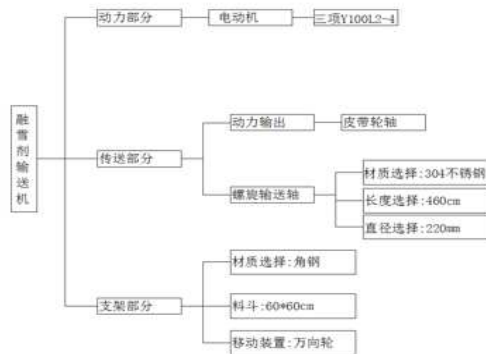 融雪剂输送机
动力部分
电动机
三项Y100L2-4
传送部分
动力输出
皮带轮轴
螺旋输送轴
材质选择:304不锈钢
长度选择:460cm
直径选择:220mm
支架部分
材质选择:角钢
料斗:60*60cm
移动装置:万向轮